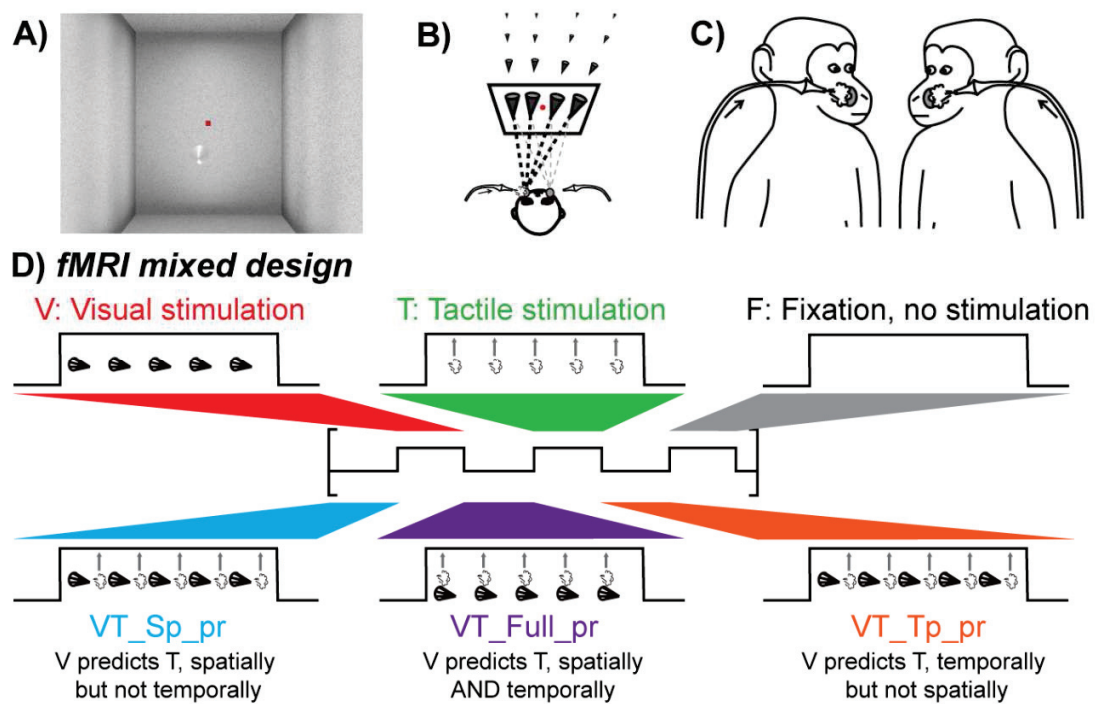 A)
B)
C)
D) fMRI mixed design
V: Visual stimulation
T: Tactile stimulation
F: Fixation, no stimulation
VT_Sp_pr
V predicts T, spatially
but not temporally
VT_Full_pr
V predicts T, spatially
AND temporally
VT_Tp_pr
V predicts T, temporally
but not spatially